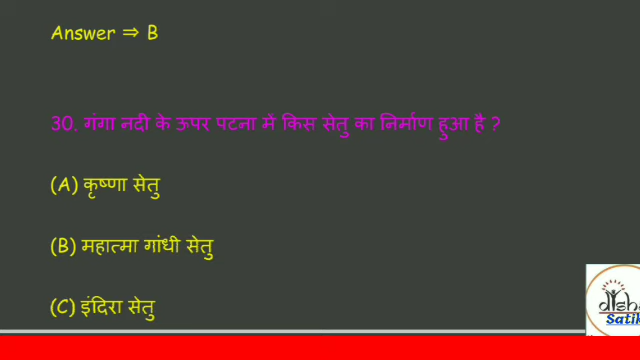 Answer ⇒ B
30. गंगा नदी के ऊपर पटना में किस सेतु का निर्माण हुआ है ?
(A) कृष्णा सेतु
(B) महात्मा गांधी सेतु
(C) इंदिरा सेतु